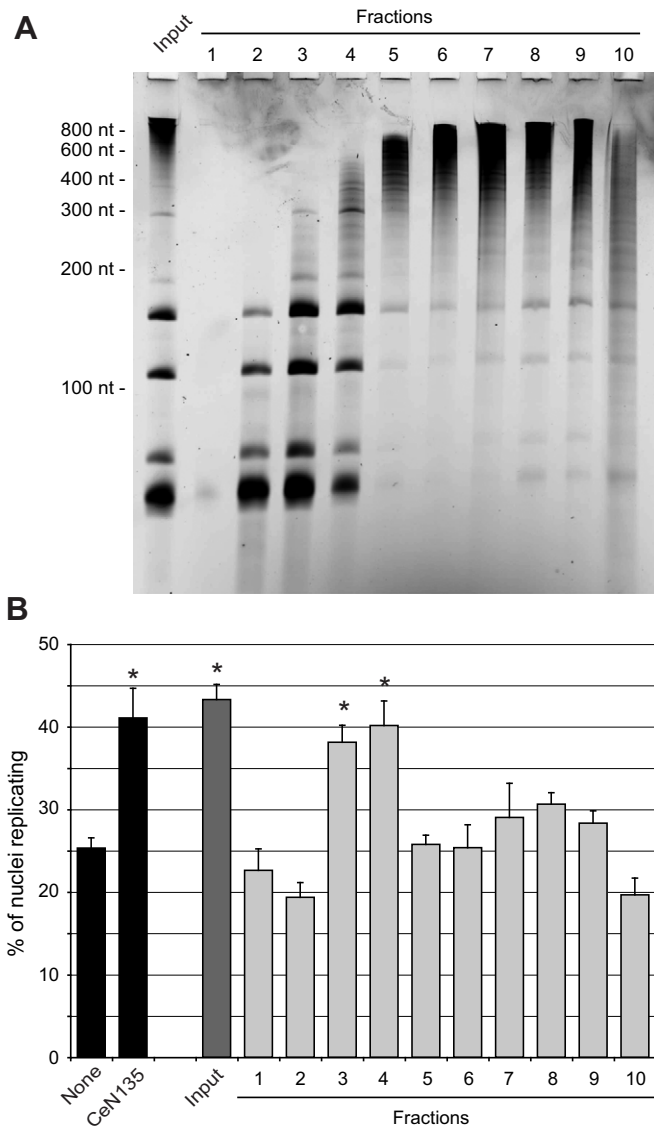 A
Input
Fractions
1 2 3 4 5 6 7 8 9 10
800 nt -
600 nt -
400 nt -
300 nt -
200 nt -
100 nt -
B
50
40
30
20
10
0
% of nuclei replicating
* * * *
None CeN135 Input 1 2 3 4 5 6 7 8 9 10
Fractions